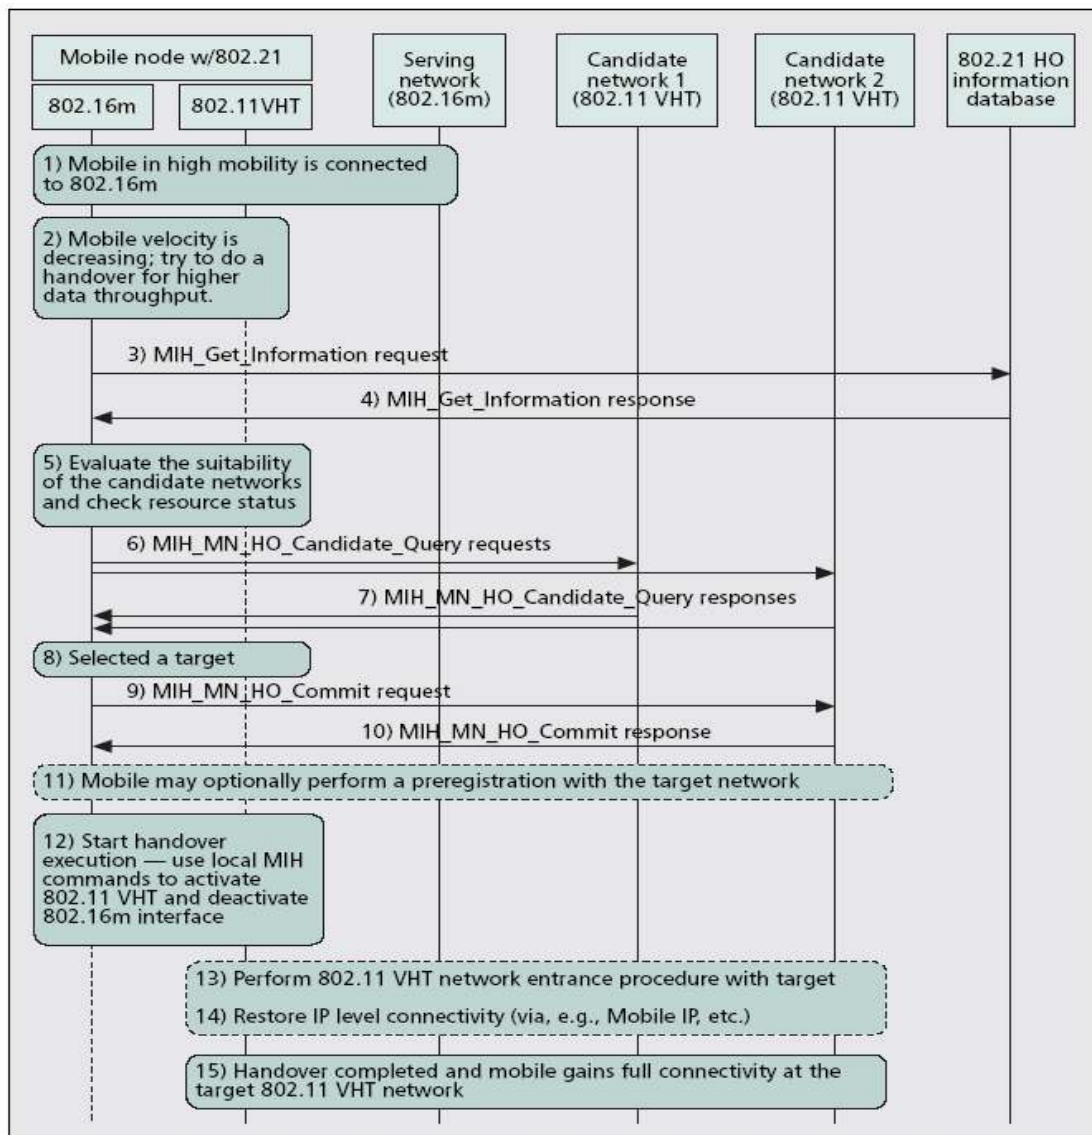 Mobile node w/802.21
802.16m
802.11VHT
Serving
network
(802.16m)
Candidate
network 1
(802.11 VHT)
Candidate
network 2
(802.11 VHT)
802.21 HO
information
database
1) Mobile in high mobility is connected
to 802.16m
2) Mobile velocity is
decreasing; try to do a
handover for higher
data throughput.
3) MIH_Get_Information request
4) MIH_Get_Information response
5) Evaluate the suitability
of the candidate networks
and check resource status
6) MIH_MN_HO_Candidate_Query requests
7) MIH_MN_HO_Candidate_Query responses
8) Selected a target
9) MIH_MN_HO_Commit request
10) MIH_MN_HO_Commit response
11) Mobile may optionally perform a preregistration with the target network
12) Start handover
execution — use local MIH
commands to activate
802.11 VHT and deactivate
802.16m interface
13) Perform 802.11 VHT network entrance procedure with target
14) Restore IP level connectivity (via, e.g., Mobile IP, etc.)
15) Handover completed and mobile gains full connectivity at the
target 802.11 VHT network